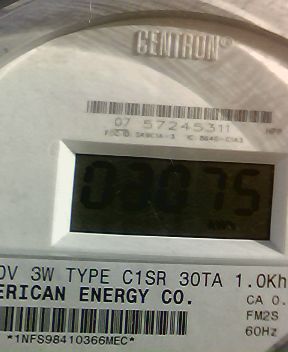 CENTRON®
07 57245311
03075
KWH
0V 3W TYPE C1SR 30TA 1.0Kh
ERICAN ENERGY CO.
CA 0.
FM2S
60Hz
*1NFS98410366MEC*